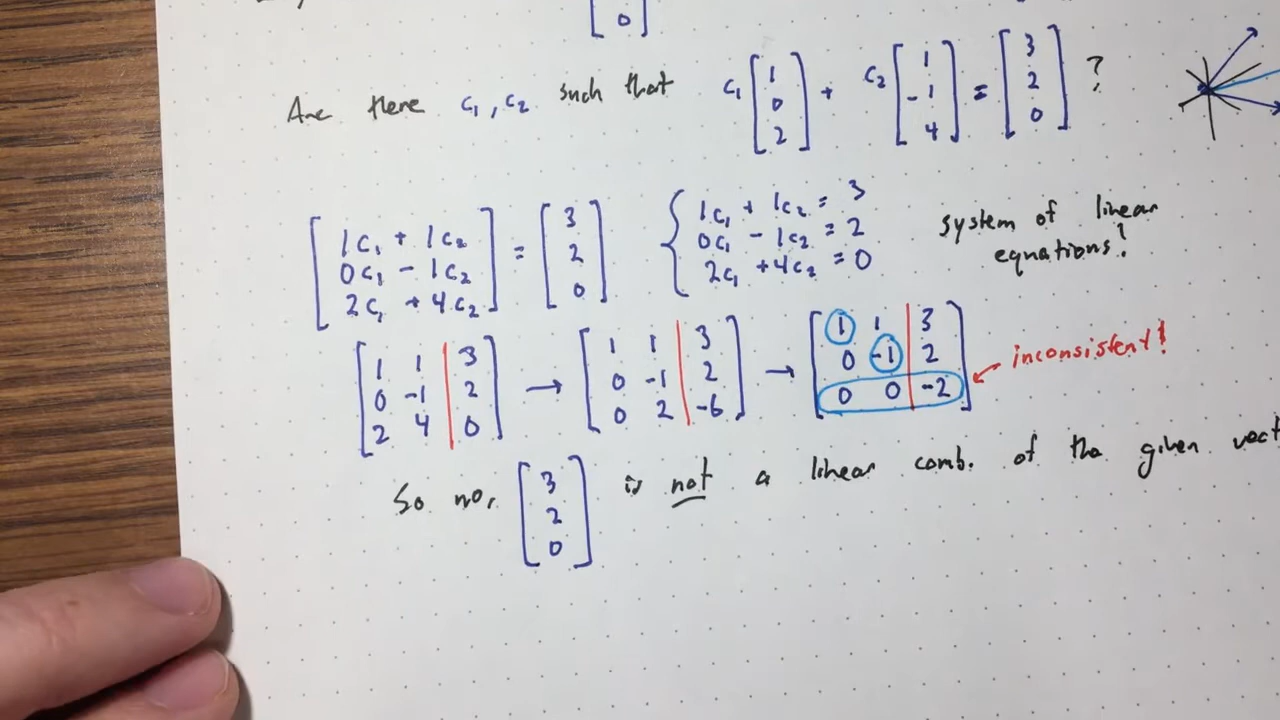 [ 0 ]
Are there c₁, c₂ such that c₁ [ 1 0 2 ] + c₂ [ 1 -1 4 ] = [ 3 2 0 ] ?
[ 1c₁ + 1c₂ 0c₁ - 1c₂ 2c₁ + 4c₂ ] = [ 3 2 0 ] { 1c₁ + 1c₂ = 3 0c₁ - 1c₂ = 2 2c₁ + 4c₂ = 0 system of linear equations!
[ 1 1 | 3 0 -1 | 2 2 4 | 0 ] → [ 1 1 | 3 0 -1 | 2 0 2 | -6 ] → [ 1 1 | 3 0 -1 | 2 0 0 | -2 ] ← inconsistent!
So no, [ 3 2 0 ] is not a linear comb. of the given vect